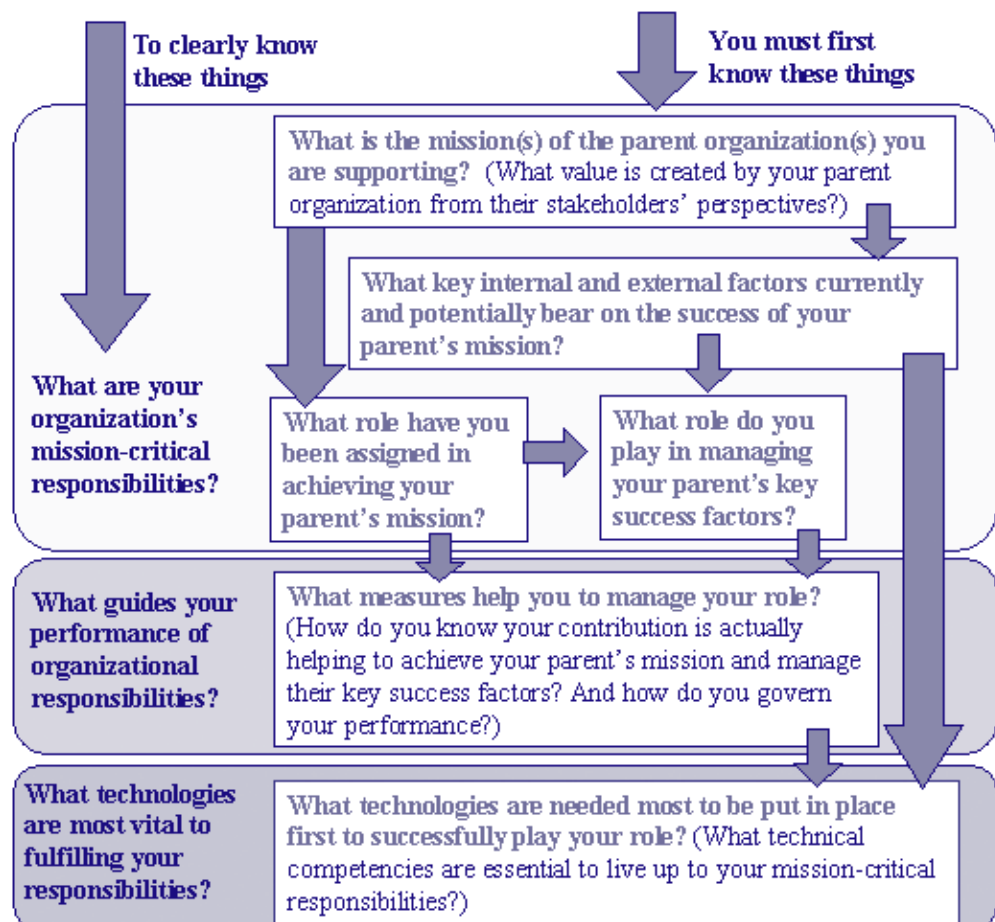 To clearly know
these things
You must first
know these things
What is the mission(s) of the parent organization(s) you
are supporting? (What value is created by your parent
organization from their stakeholders’ perspectives?)
What key internal and external factors currently
and potentially bear on the success of your
parent’s mission?
What are your
organization’s
mission-critical
responsibilities?
What role have you
been assigned in
achieving your
parent’s mission?
What role do you
play in managing
your parent’s key
success factors?
What guides your
performance of
organizational
responsibilities?
What measures help you to manage your role?
(How do you know your contribution is actually
helping to achieve your parent’s mission and manage
their key success factors? And how do you govern
your performance?)
What technologies
are most vital to
fulfilling your
responsibilities?
What technologies are needed most to be put in place
first to successfully play your role? (What technical
competencies are essential to live up to your mission-critical
responsibilities?)